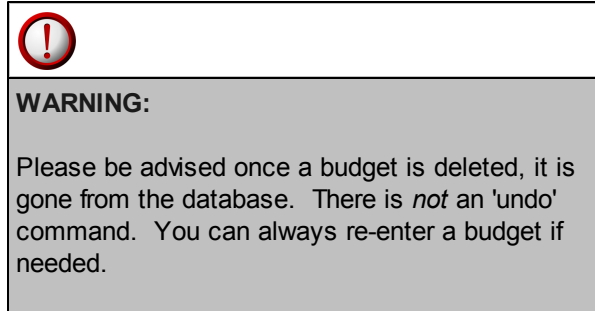 WARNING:
Please be advised once a budget is deleted, it is
gone from the database.  There is not an 'undo'
command.  You can always re-enter a budget if
needed.